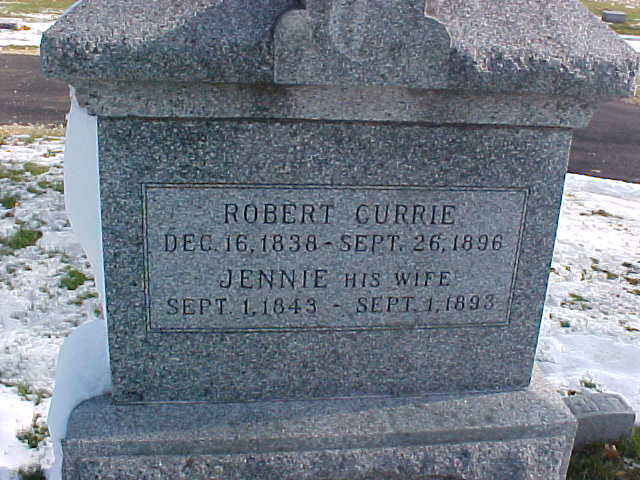 ROBERT CURRIE
DEC. 16, 1838 - SEPT. 26, 1896
JENNIE HIS WIFE
SEPT. 1, 1843 - SEPT. 1, 1893